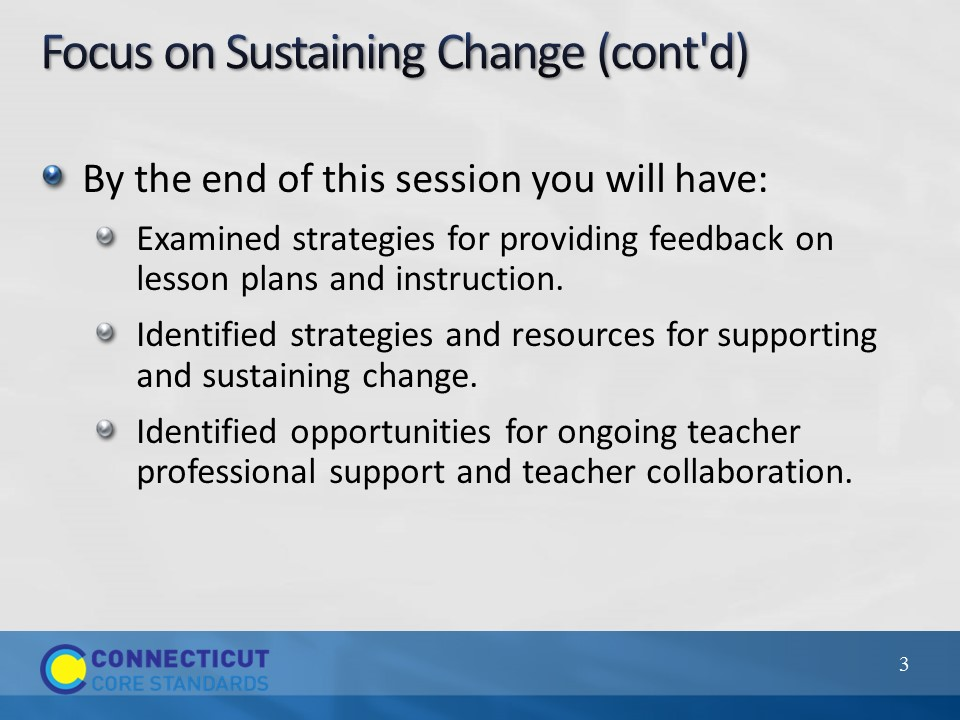 Focus on Sustaining Change (cont'd)
By the end of this session you will have:
Examined strategies for providing feedback on
lesson plans and instruction.
Identified strategies and resources for supporting
and sustaining change.
Identified opportunities for ongoing teacher
professional support and teacher collaboration.
CONNECTICUT
CORE STANDARDS
3